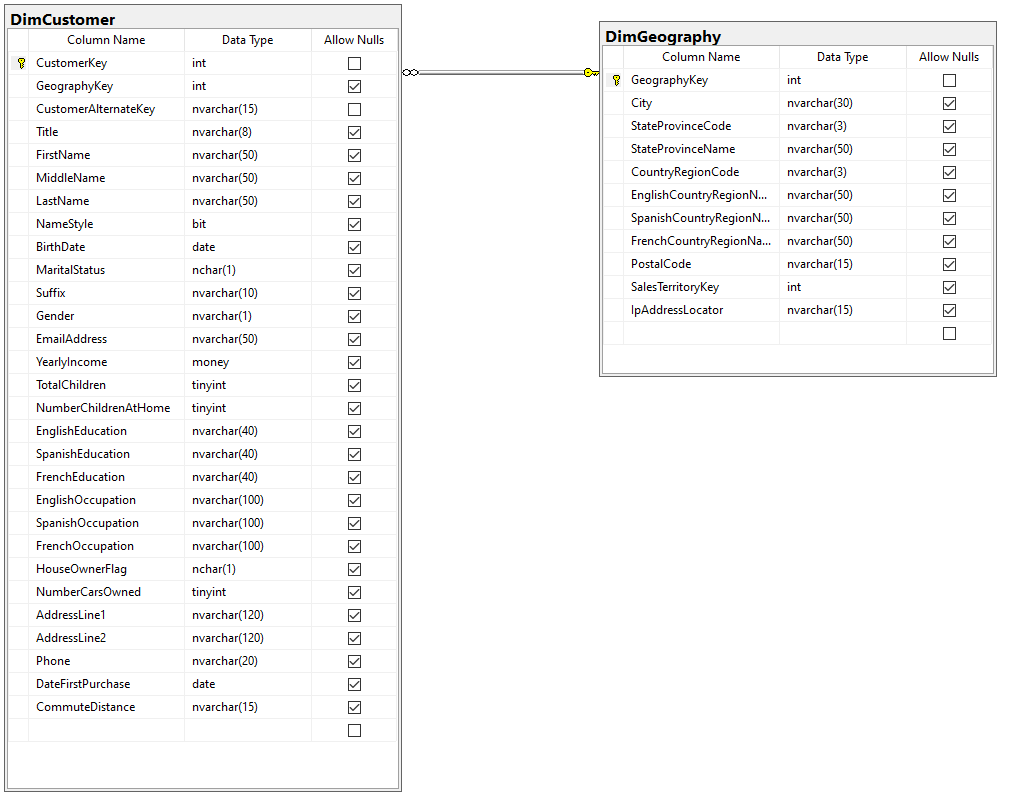 DimCustomer
Column Name Data Type Allow Nulls
CustomerKey int
GeographyKey int
CustomerAlternateKey nvarchar(15)
Title nvarchar(8)
FirstName nvarchar(50)
MiddleName nvarchar(50)
LastName nvarchar(50)
NameStyle bit
BirthDate date
MaritalStatus nchar(1)
Suffix nvarchar(10)
Gender nvarchar(1)
EmailAddress nvarchar(50)
YearlyIncome money
TotalChildren tinyint
NumberChildrenAtHome tinyint
EnglishEducation nvarchar(40)
SpanishEducation nvarchar(40)
FrenchEducation nvarchar(40)
EnglishOccupation nvarchar(100)
SpanishOccupation nvarchar(100)
FrenchOccupation nvarchar(100)
HouseOwnerFlag nchar(1)
NumberCarsOwned tinyint
AddressLine1 nvarchar(120)
AddressLine2 nvarchar(120)
Phone nvarchar(20)
DateFirstPurchase date
CommuteDistance nvarchar(15)
DimGeography
Column Name Data Type Allow Nulls
GeographyKey int
City nvarchar(30)
StateProvinceCode nvarchar(3)
StateProvinceName nvarchar(50)
CountryRegionCode nvarchar(3)
EnglishCountryRegionN... nvarchar(50)
SpanishCountryRegionN... nvarchar(50)
FrenchCountryRegionNa... nvarchar(50)
PostalCode nvarchar(15)
SalesTerritoryKey int
IpAddressLocator nvarchar(15)